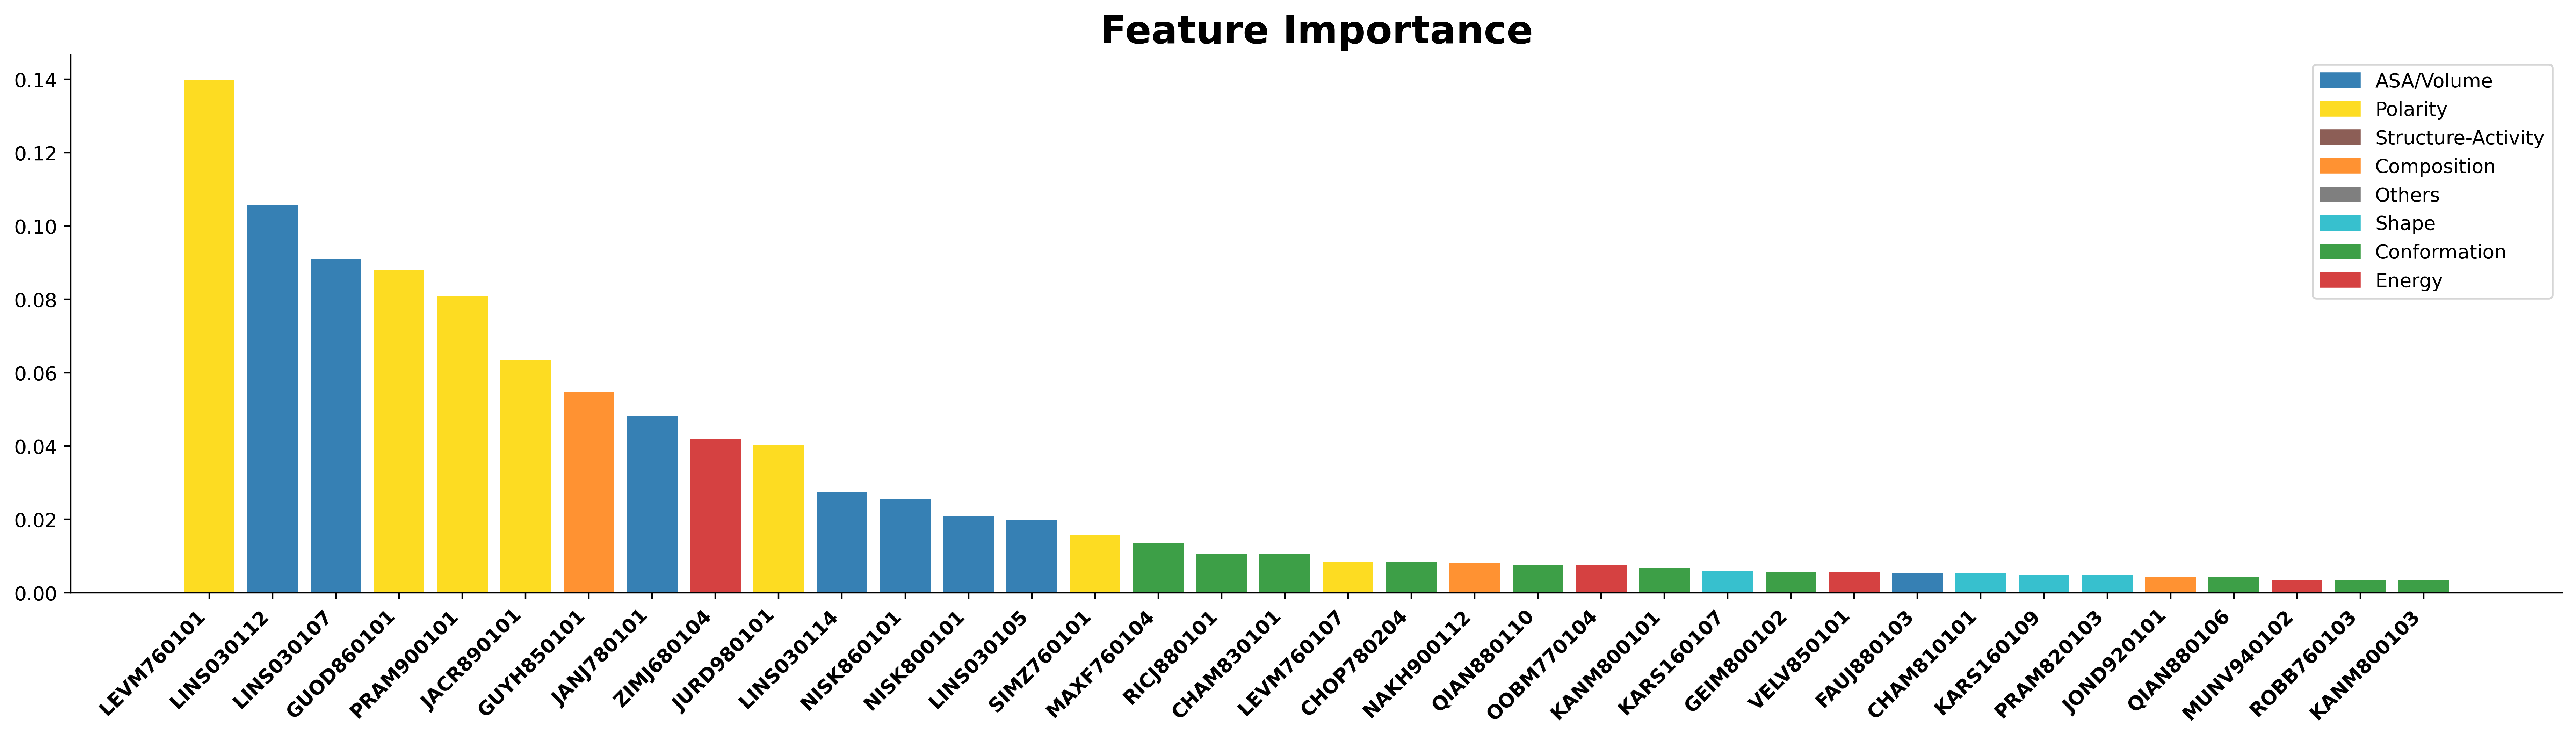 Feature Importance
0.14
0.12
0.10
0.08
0.06
0.04
0.02
0.00
ASA/Volume
Polarity
Structure-Activity
Composition
Others
Shape
Conformation
Energy
LEVM760101
LINS030112
LINS030107
GUOD860101
PRAM900101
JACR890101
GUYH850101
JANJ780101
ZIMJ680104
JURD980101
LINS030114
NISK860101
NISK800101
LINS030105
SIMZ760101
MAXF760104
RICJ880101
CHAM830101
LEVM760107
CHOP780204
NAKH900112
QIAN880110
OOBM770104
KANM800101
KARS160107
GEIM800102
VELV850101
FAUJ880103
CHAM810101
KARS160109
PRAM820103
JOND920101
QIAN880106
MUNV940102
ROBB760103
KANM800103